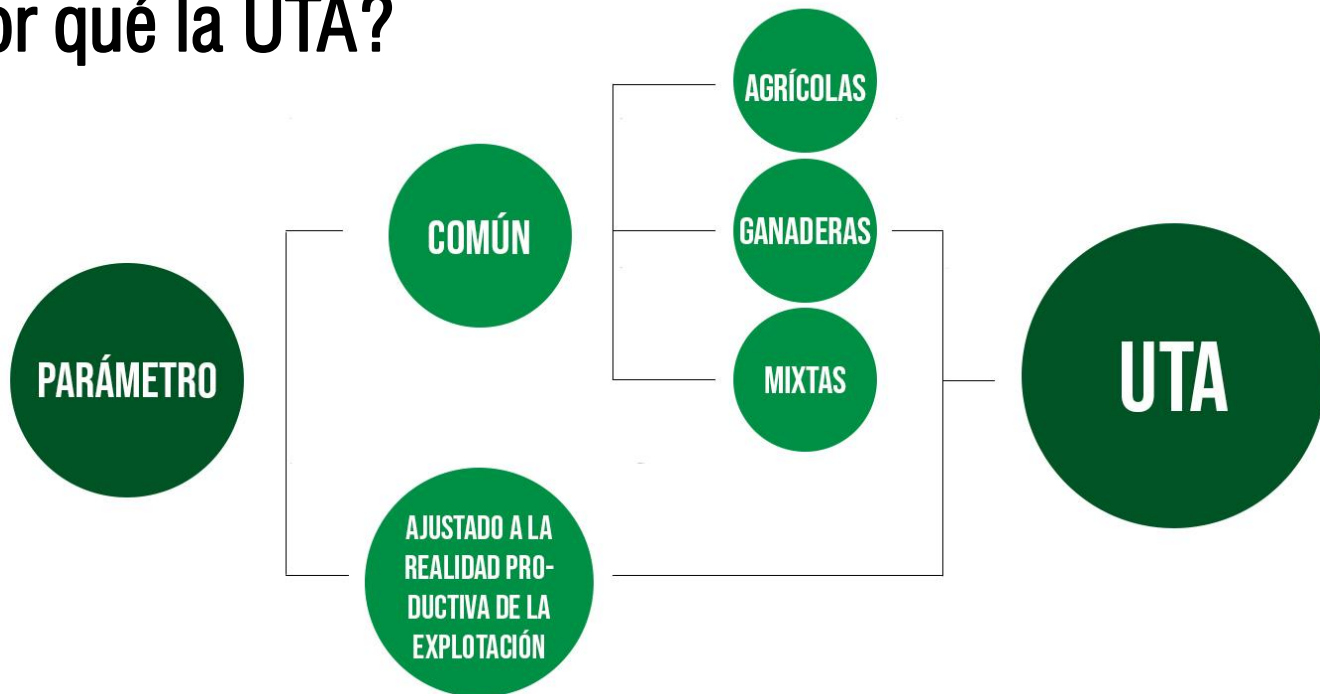 or qué la UTA?
AGRÍCOLAS
COMÚN
GANADERAS
PARÁMETRO
MIXTAS
UTA
AJUSTADO A LA
REALIDAD PRO-
DUCTIVA DE LA
EXPLOTACIÓN